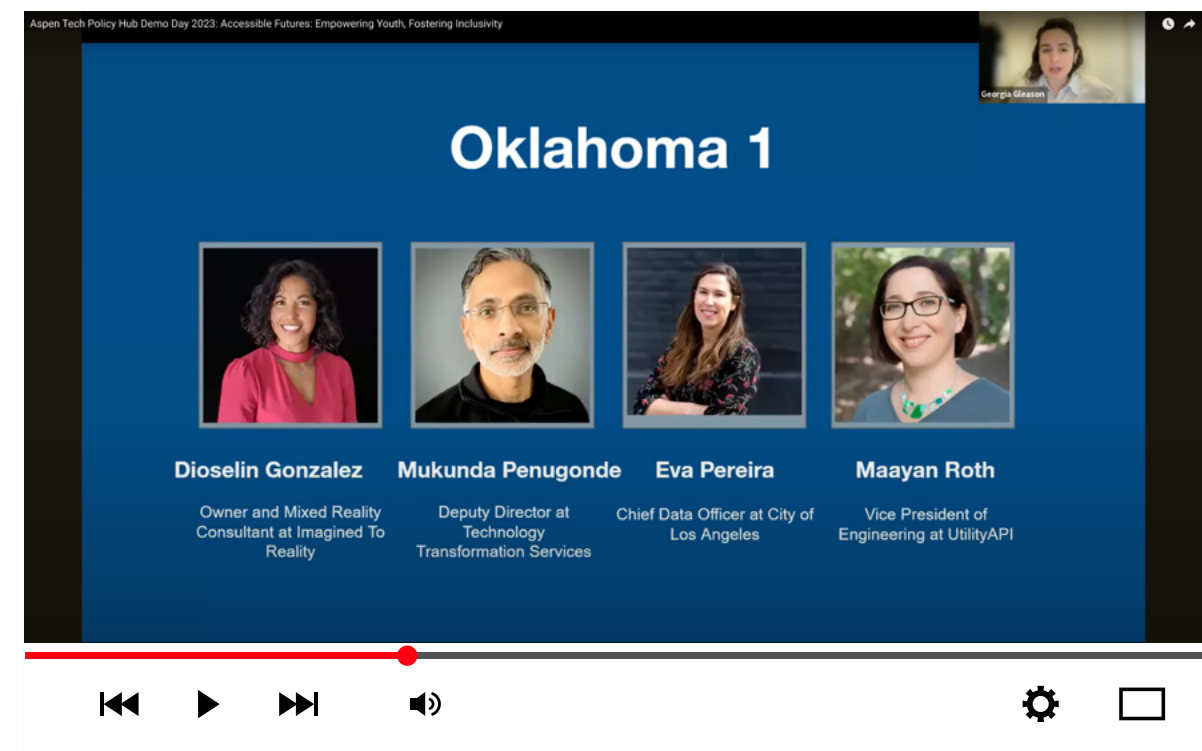 Aspen Tech Policy Hub Demo Day 2023: Accessible Futures: Empowering Youth, Fostering Inclusivity
Georgia Gleason
Oklahoma 1
Dioselin Gonzalez
Owner and Mixed Reality
Consultant at Imagined To
Reality
Mukunda Penugonde
Deputy Director at
Technology
Transformation Services
Eva Pereira
Chief Data Officer at City of
Los Angeles
Maayan Roth
Vice President of
Engineering at UtilityAPI